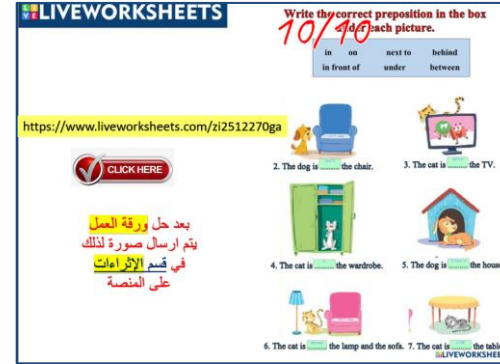 LIVEWORKSHEETS
Write the correct preposition in the box
under each picture.
10/10
in on next to behind
in front of under between
https://www.liveworksheets.com/zi2512270ga
CLICK HERE
بعد حل ورقة العمل
يتم ارسال صورة لذلك
في قسم الإثراءات
على المنصة
2. The dog is the chair.
3. The cat is the TV.
4. The cat is the wardrobe.
5. The dog is the house
6. The cat is the lamp and the sofa.
7. The cat is the table
LIVEWORKSHEETS